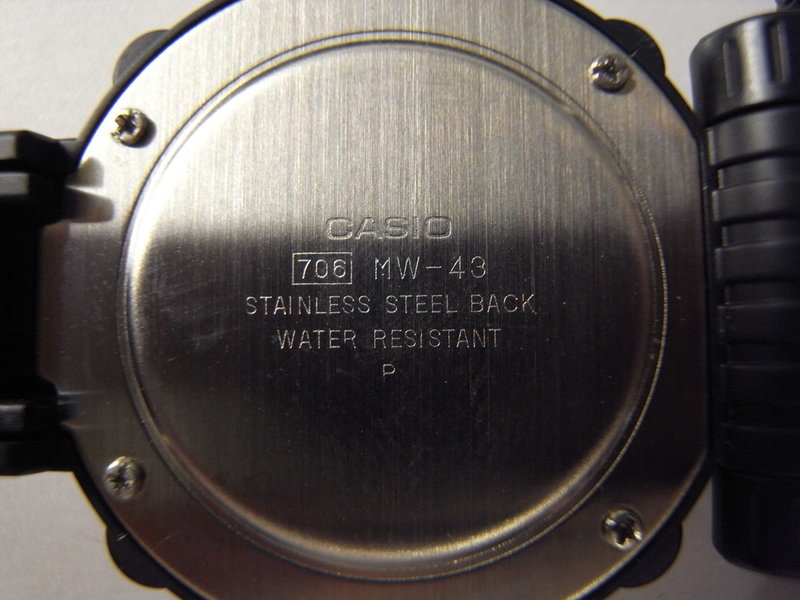 CASIO
706 MW-43
STAINLESS STEEL BACK
WATER RESISTANT
P